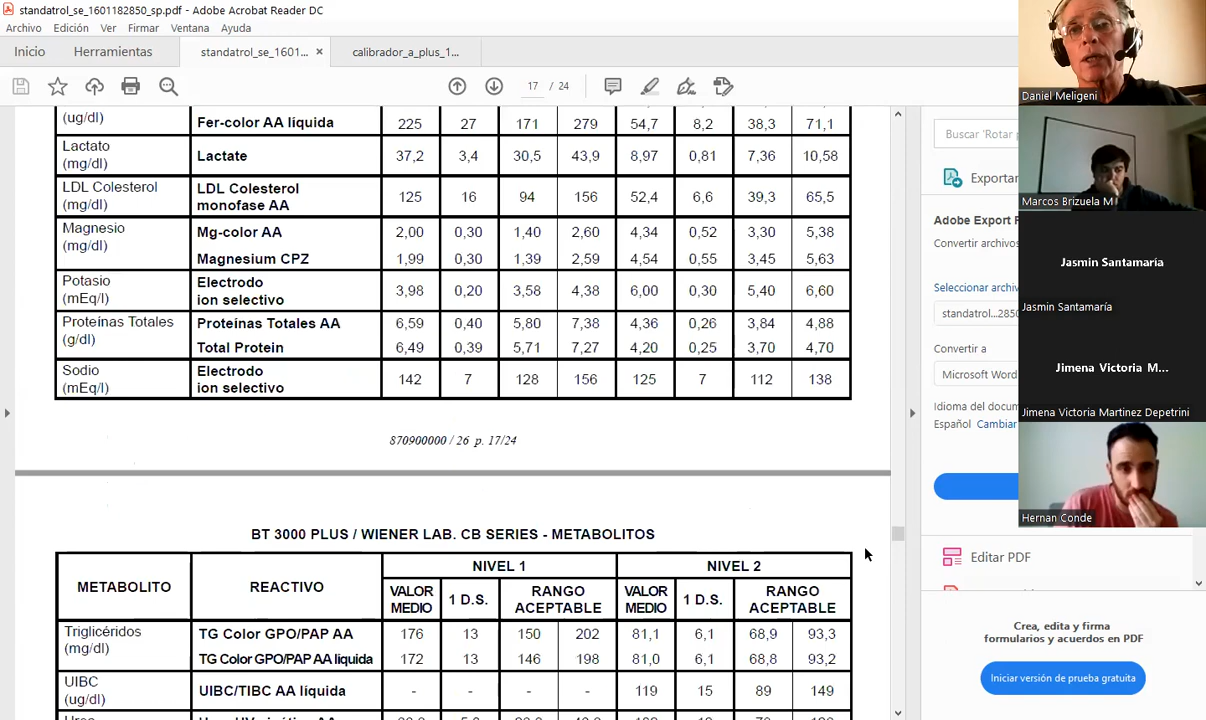 standatrol_se_1601182850_sp.pdf - Adobe Acrobat Reader DC
Archivo Edición Ver Firmar Ventana Ayuda
Inicio Herramientas standatrol_se_1601... × calibrador_a_plus_1...
17 / 24
(ug/dl) Fer-color AA líquida 225 27 171 279 54,7 8,2 38,3 71,1
Lactato
(mg/dl) Lactate 37,2 3,4 30,5 43,9 8,97 0,81 7,36 10,58
LDL Colesterol LDL Colesterol
(mg/dl) monofase AA 125 16 94 156 52,4 6,6 39,3 65,5
Magnesio Mg-color AA 2,00 0,30 1,40 2,60 4,34 0,52 3,30 5,38
(mg/dl)
Magnesium CPZ 1,99 0,30 1,39 2,59 4,54 0,55 3,45 5,63
Potasio Electrodo
(mEq/l) ion selectivo 3,98 0,20 3,58 4,38 6,00 0,30 5,40 6,60
Proteínas Totales Proteínas Totales AA 6,59 0,40 5,80 7,38 4,36 0,26 3,84 4,88
(g/dl) Total Protein 6,49 0,39 5,71 7,27 4,20 0,25 3,70 4,70
Sodio Electrodo
(mEq/l) ion selectivo 142 7 128 156 125 7 112 138
870900000 / 26 p. 17/24
BT 3000 PLUS / WIENER LAB. CB SERIES - METABOLITOS
METABOLITO REACTIVO NIVEL 1 NIVEL 2
VALOR MEDIO 1 D.S. RANGO ACEPTABLE VALOR MEDIO 1 D.S. RANGO ACEPTABLE
Triglicéridos TG Color GPO/PAP AA 176 13 150 202 81,1 6,1 68,9 93,3
(mg/dl)
TG Color GPO/PAP AA líquida 172 13 146 198 81,0 6,1 68,8 93,2
UIBC
(ug/dl) UIBC/TIBC AA líquida - - - - 119 15 89 149
Buscar 'Rotar p
Exportar
Adobe Export P
Convertir archivos
Seleccionar archiv
standatrol...2850
Convertir a
Microsoft Word
Idioma del docum
Español Cambiar
Editar PDF
Crea, edita y firma
formularios y acuerdos en PDF
Iniciar versión de prueba gratuita
Daniel Meligeni
Marcos Brizuela M
Jasmin Santamaría
Jasmin Santamaría
Jimena Victoria M...
Jimena Victoria Martinez Depetrini
Hernan Conde